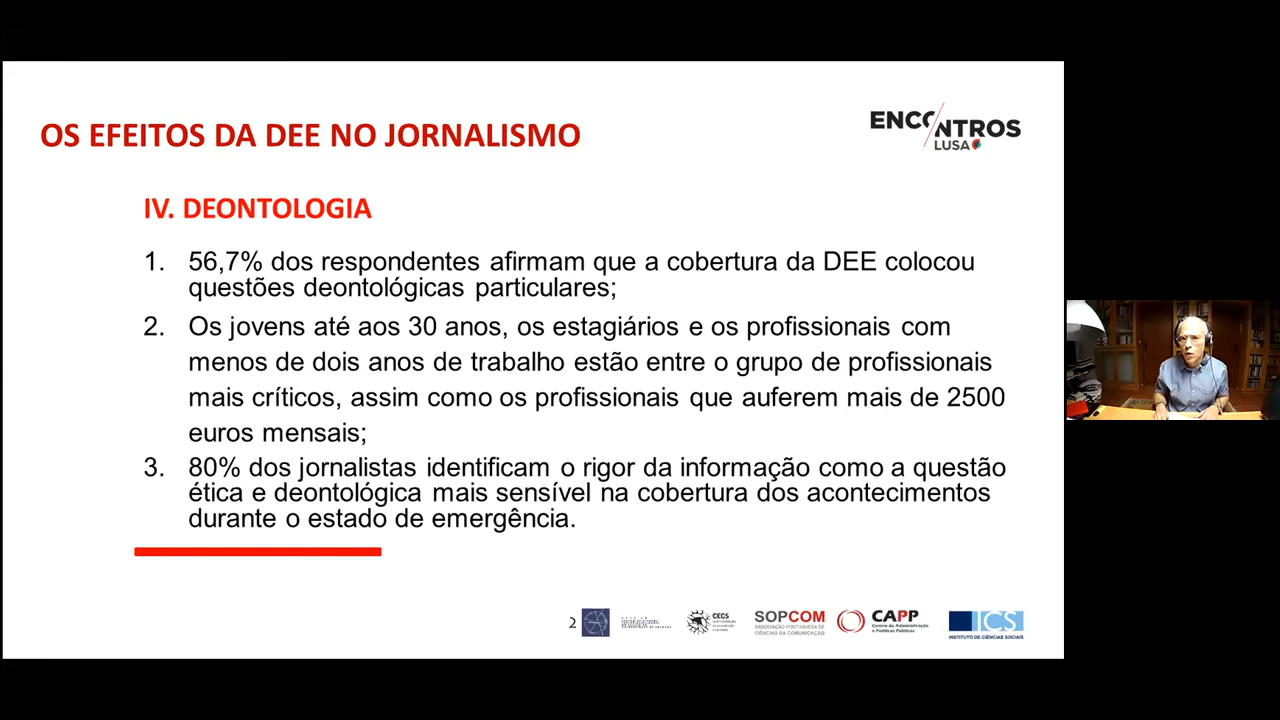 OS EFEITOS DA DEE NO JORNALISMO
ENCONTROS
LUSA
IV. DEONTOLOGIA
1. 56,7% dos respondentes afirmam que a cobertura da DEE colocou
questões deontológicas particulares;
2. Os jovens até aos 30 anos, os estagiários e os profissionais com
menos de dois anos de trabalho estão entre o grupo de profissionais
mais críticos, assim como os profissionais que auferem mais de 2500
euros mensais;
3. 80% dos jornalistas identificam o rigor da informação como a questão
ética e deontológica mais sensível na cobertura dos acontecimentos
durante o estado de emergência.
2
CECS
SOPCOM
ASSOCIAÇÃO PORTUGUESA DE
CIÊNCIAS DA COMUNICAÇÃO
CAPP
Centro de Administração
e Políticas Públicas
ICS
INSTITUTO DE CIÊNCIAS SOCIAIS